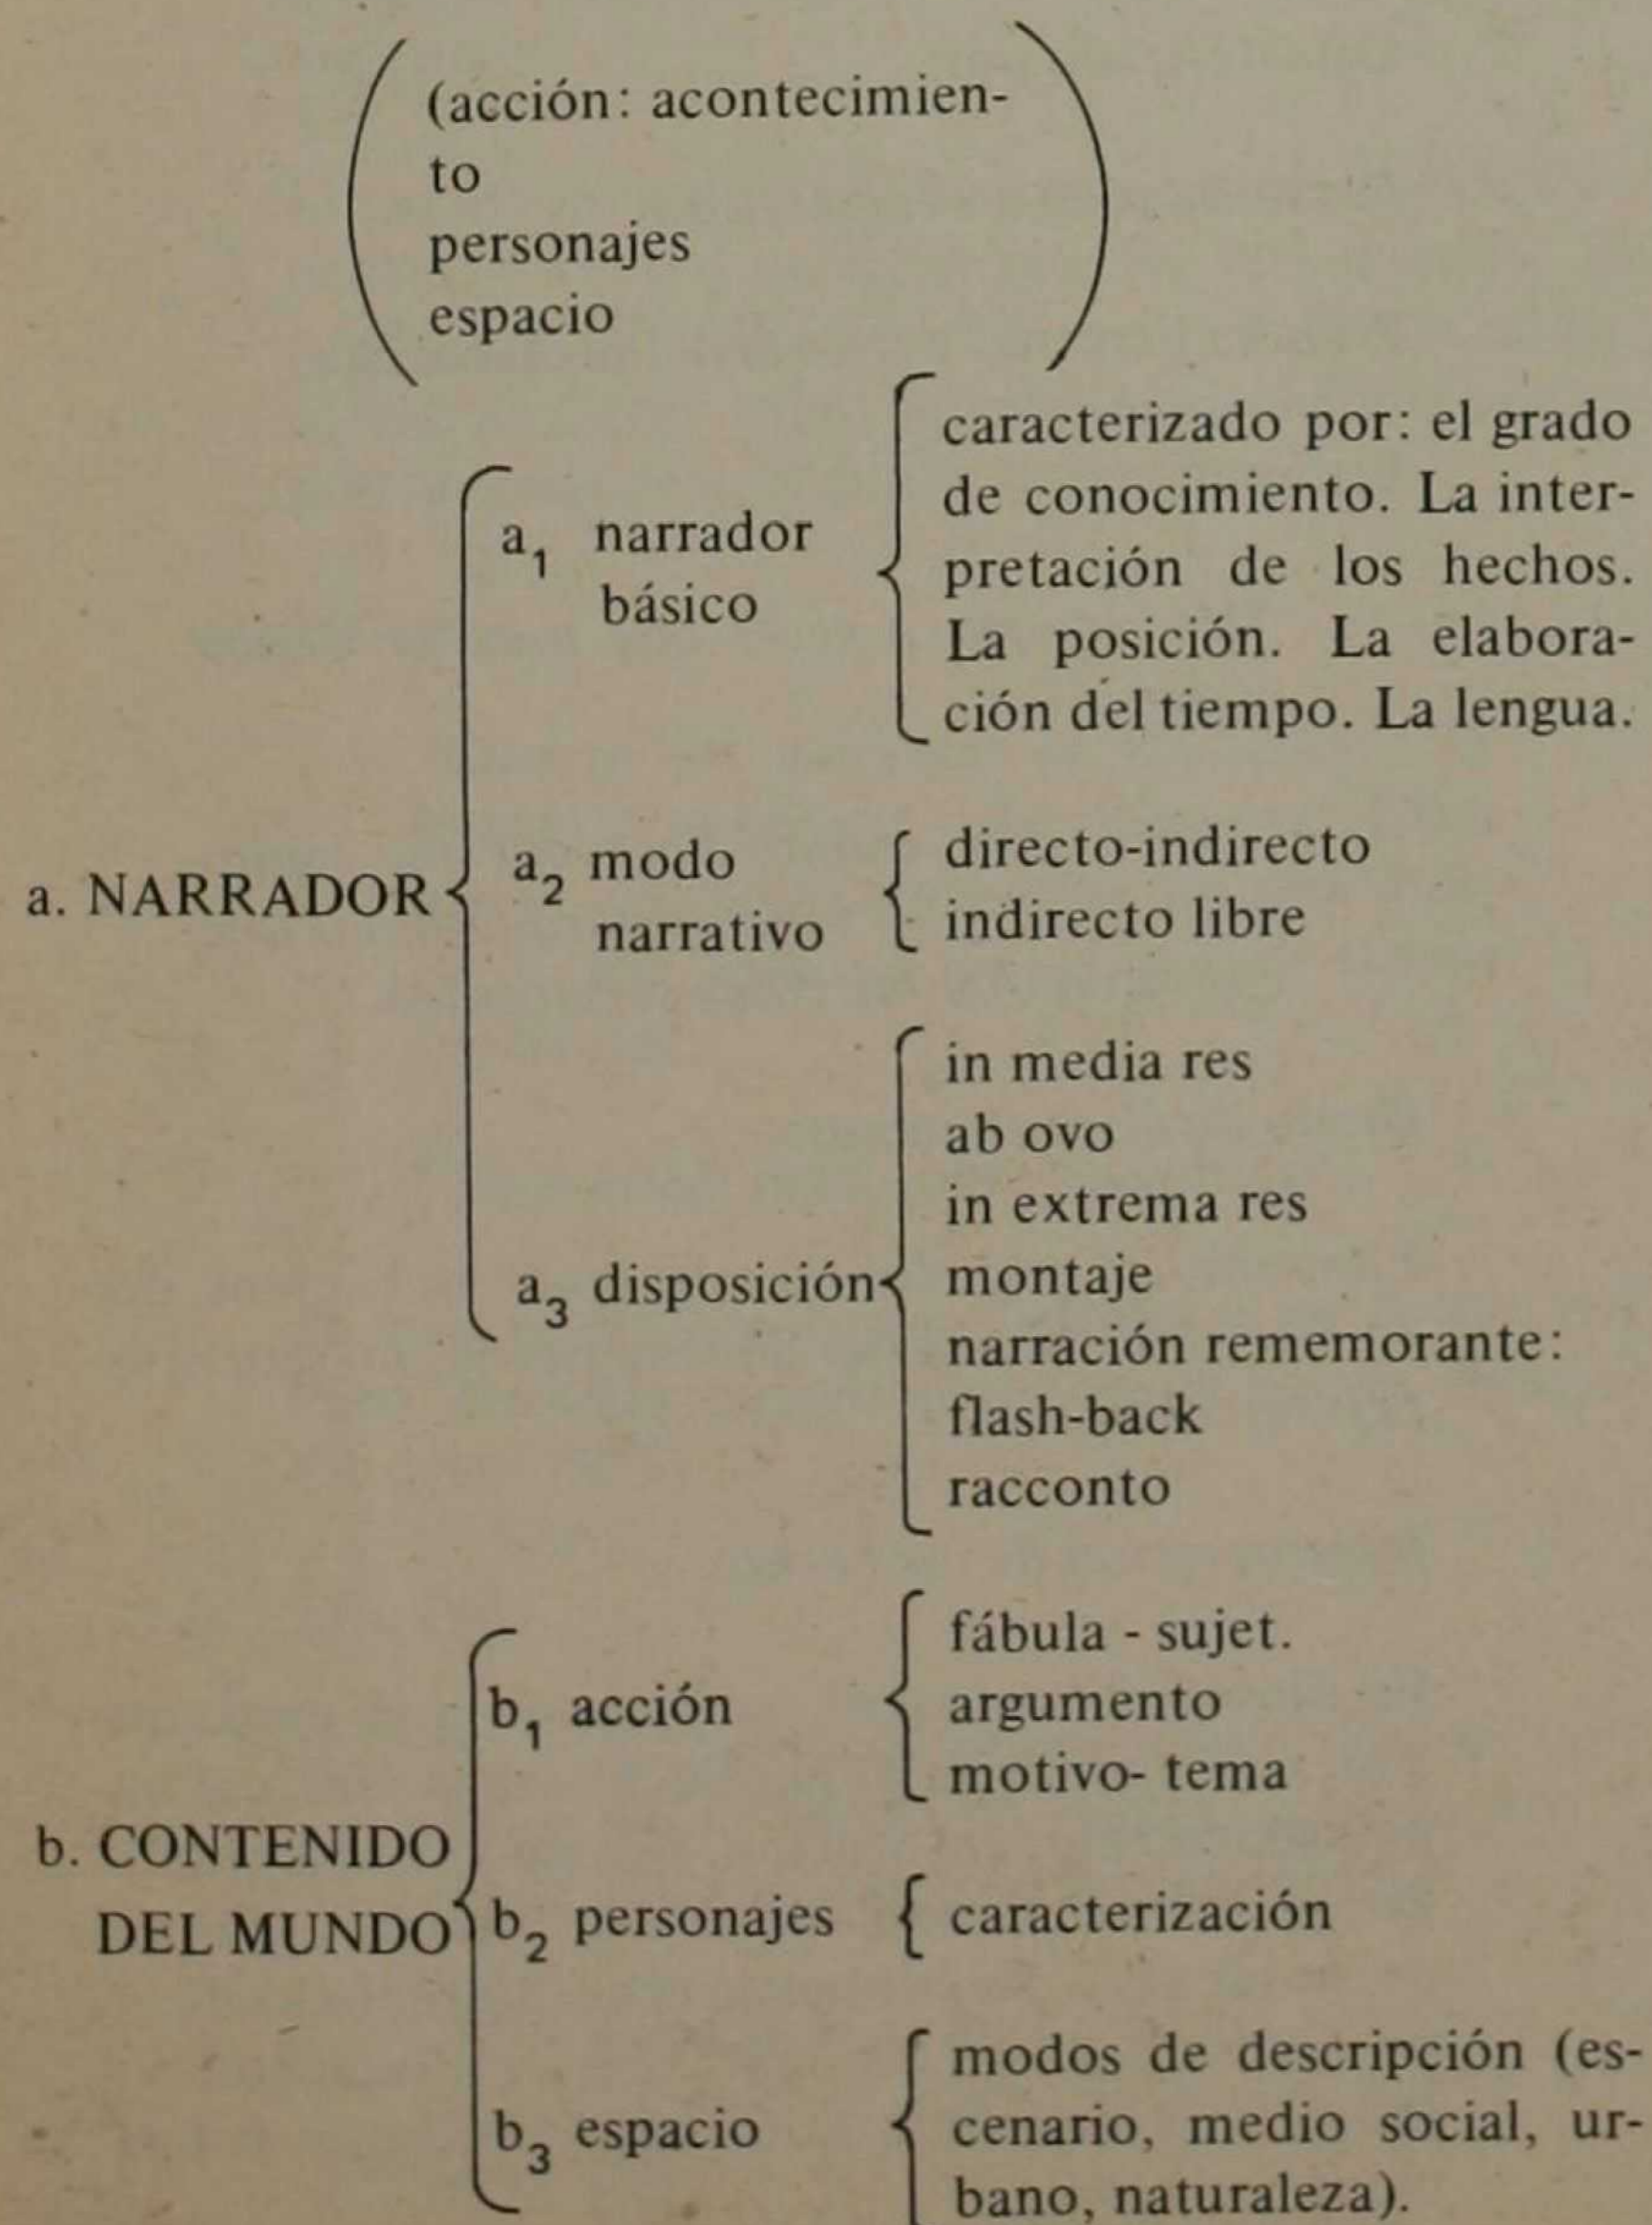 (acción: acontecimien-
to
personajes
espacio
a. NARRADOR
a₁ narrador
básico
caracterizado por: el grado
de conocimiento. La inter-
pretación de los hechos.
La posición. La elabora-
ción del tiempo. La lengua.
a₂ modo
narrativo
directo-indirecto
indirecto libre
a₃ disposición
in media res
ab ovo
in extrema res
montaje
narración rememorante:
flash-back
racconto
b. CONTENIDO
DEL MUNDO
b₁ acción
fábula - sujet.
argumento
motivo- tema
b₂ personajes
caracterización
b₃ espacio
modos de descripción (es-
cenario, medio social, ur-
bano, naturaleza).